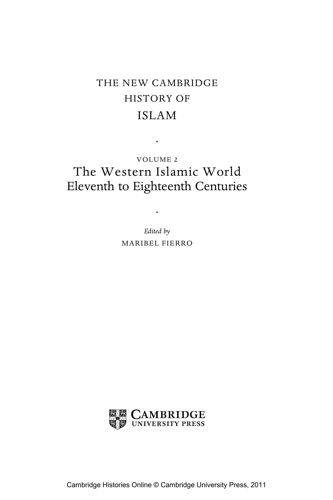 THE NEW CAMBRIDGE
HISTORY OF
ISLAM
VOLUME 2
The Western Islamic World
Eleventh to Eighteenth Centuries
Edited by
MARIBEL FIERRO
CAMBRIDGE
UNIVERSITY PRESS
Cambridge Histories Online © Cambridge University Press, 2011